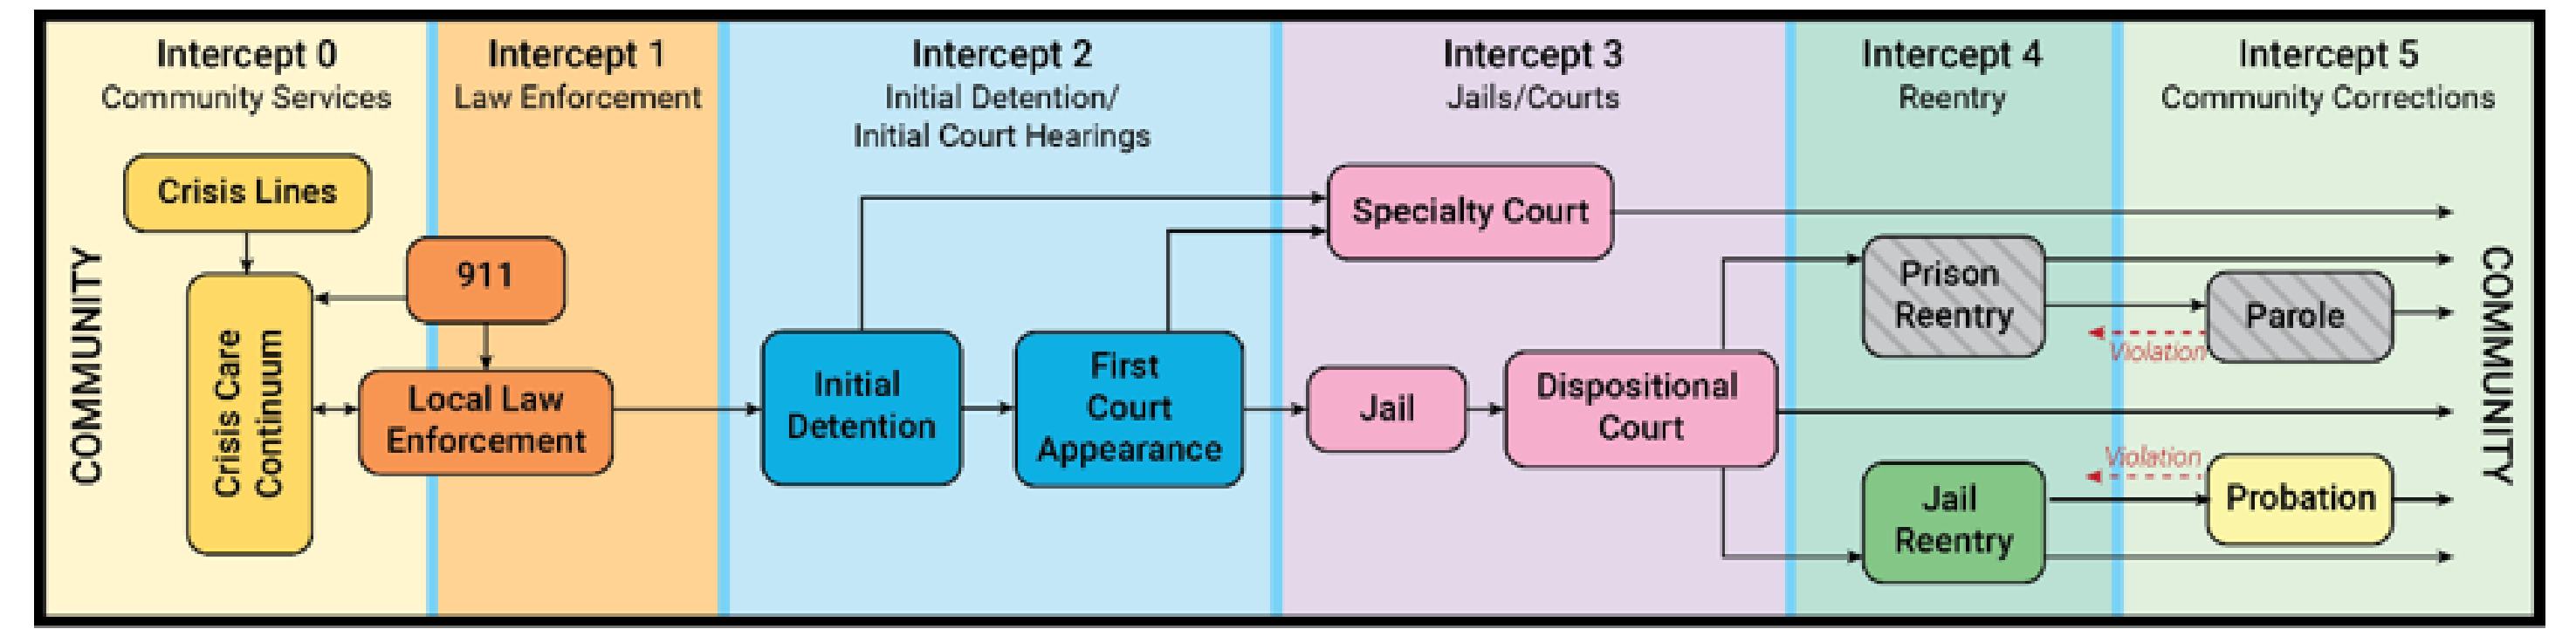 Intercept 0
Community Services
Intercept 1
Law Enforcement
Intercept 2
Initial Detention/
Initial Court Hearings
Intercept 3
Jails/Courts
Intercept 4
Reentry
Intercept 5
Community Corrections
COMMUNITY
Crisis Lines
Crisis Care
Continuum
911
Local Law
Enforcement
Initial
Detention
First
Court
Appearance
Specialty Court
Jail
Dispositional
Court
Prison
Reentry
Jail
Reentry
Parole
Violation
Violation
Probation
COMMUNITY